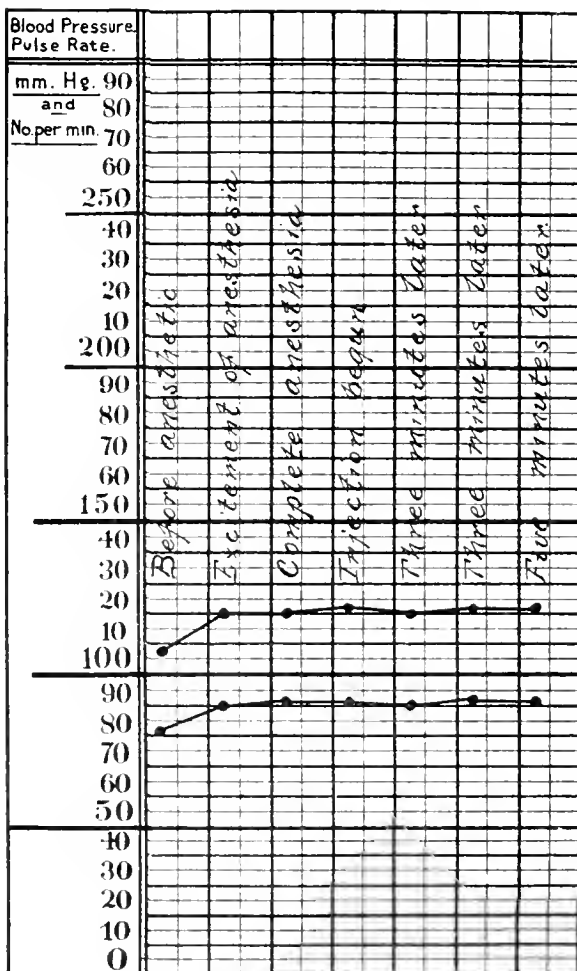 Blood Pressure.
Pulse Rate.
mm. Hg. 90
and
80
No. per min. 70
60
250
40
30
20
10
200
90
80
70
60
150
40
30
20
10
100
90
80
70
60
50
40
30
20
10
0
Before anesthetic
Excitement of anesthesia
Complete anesthesia
Injection begun
Three minutes later
Three minutes later
Five minutes later